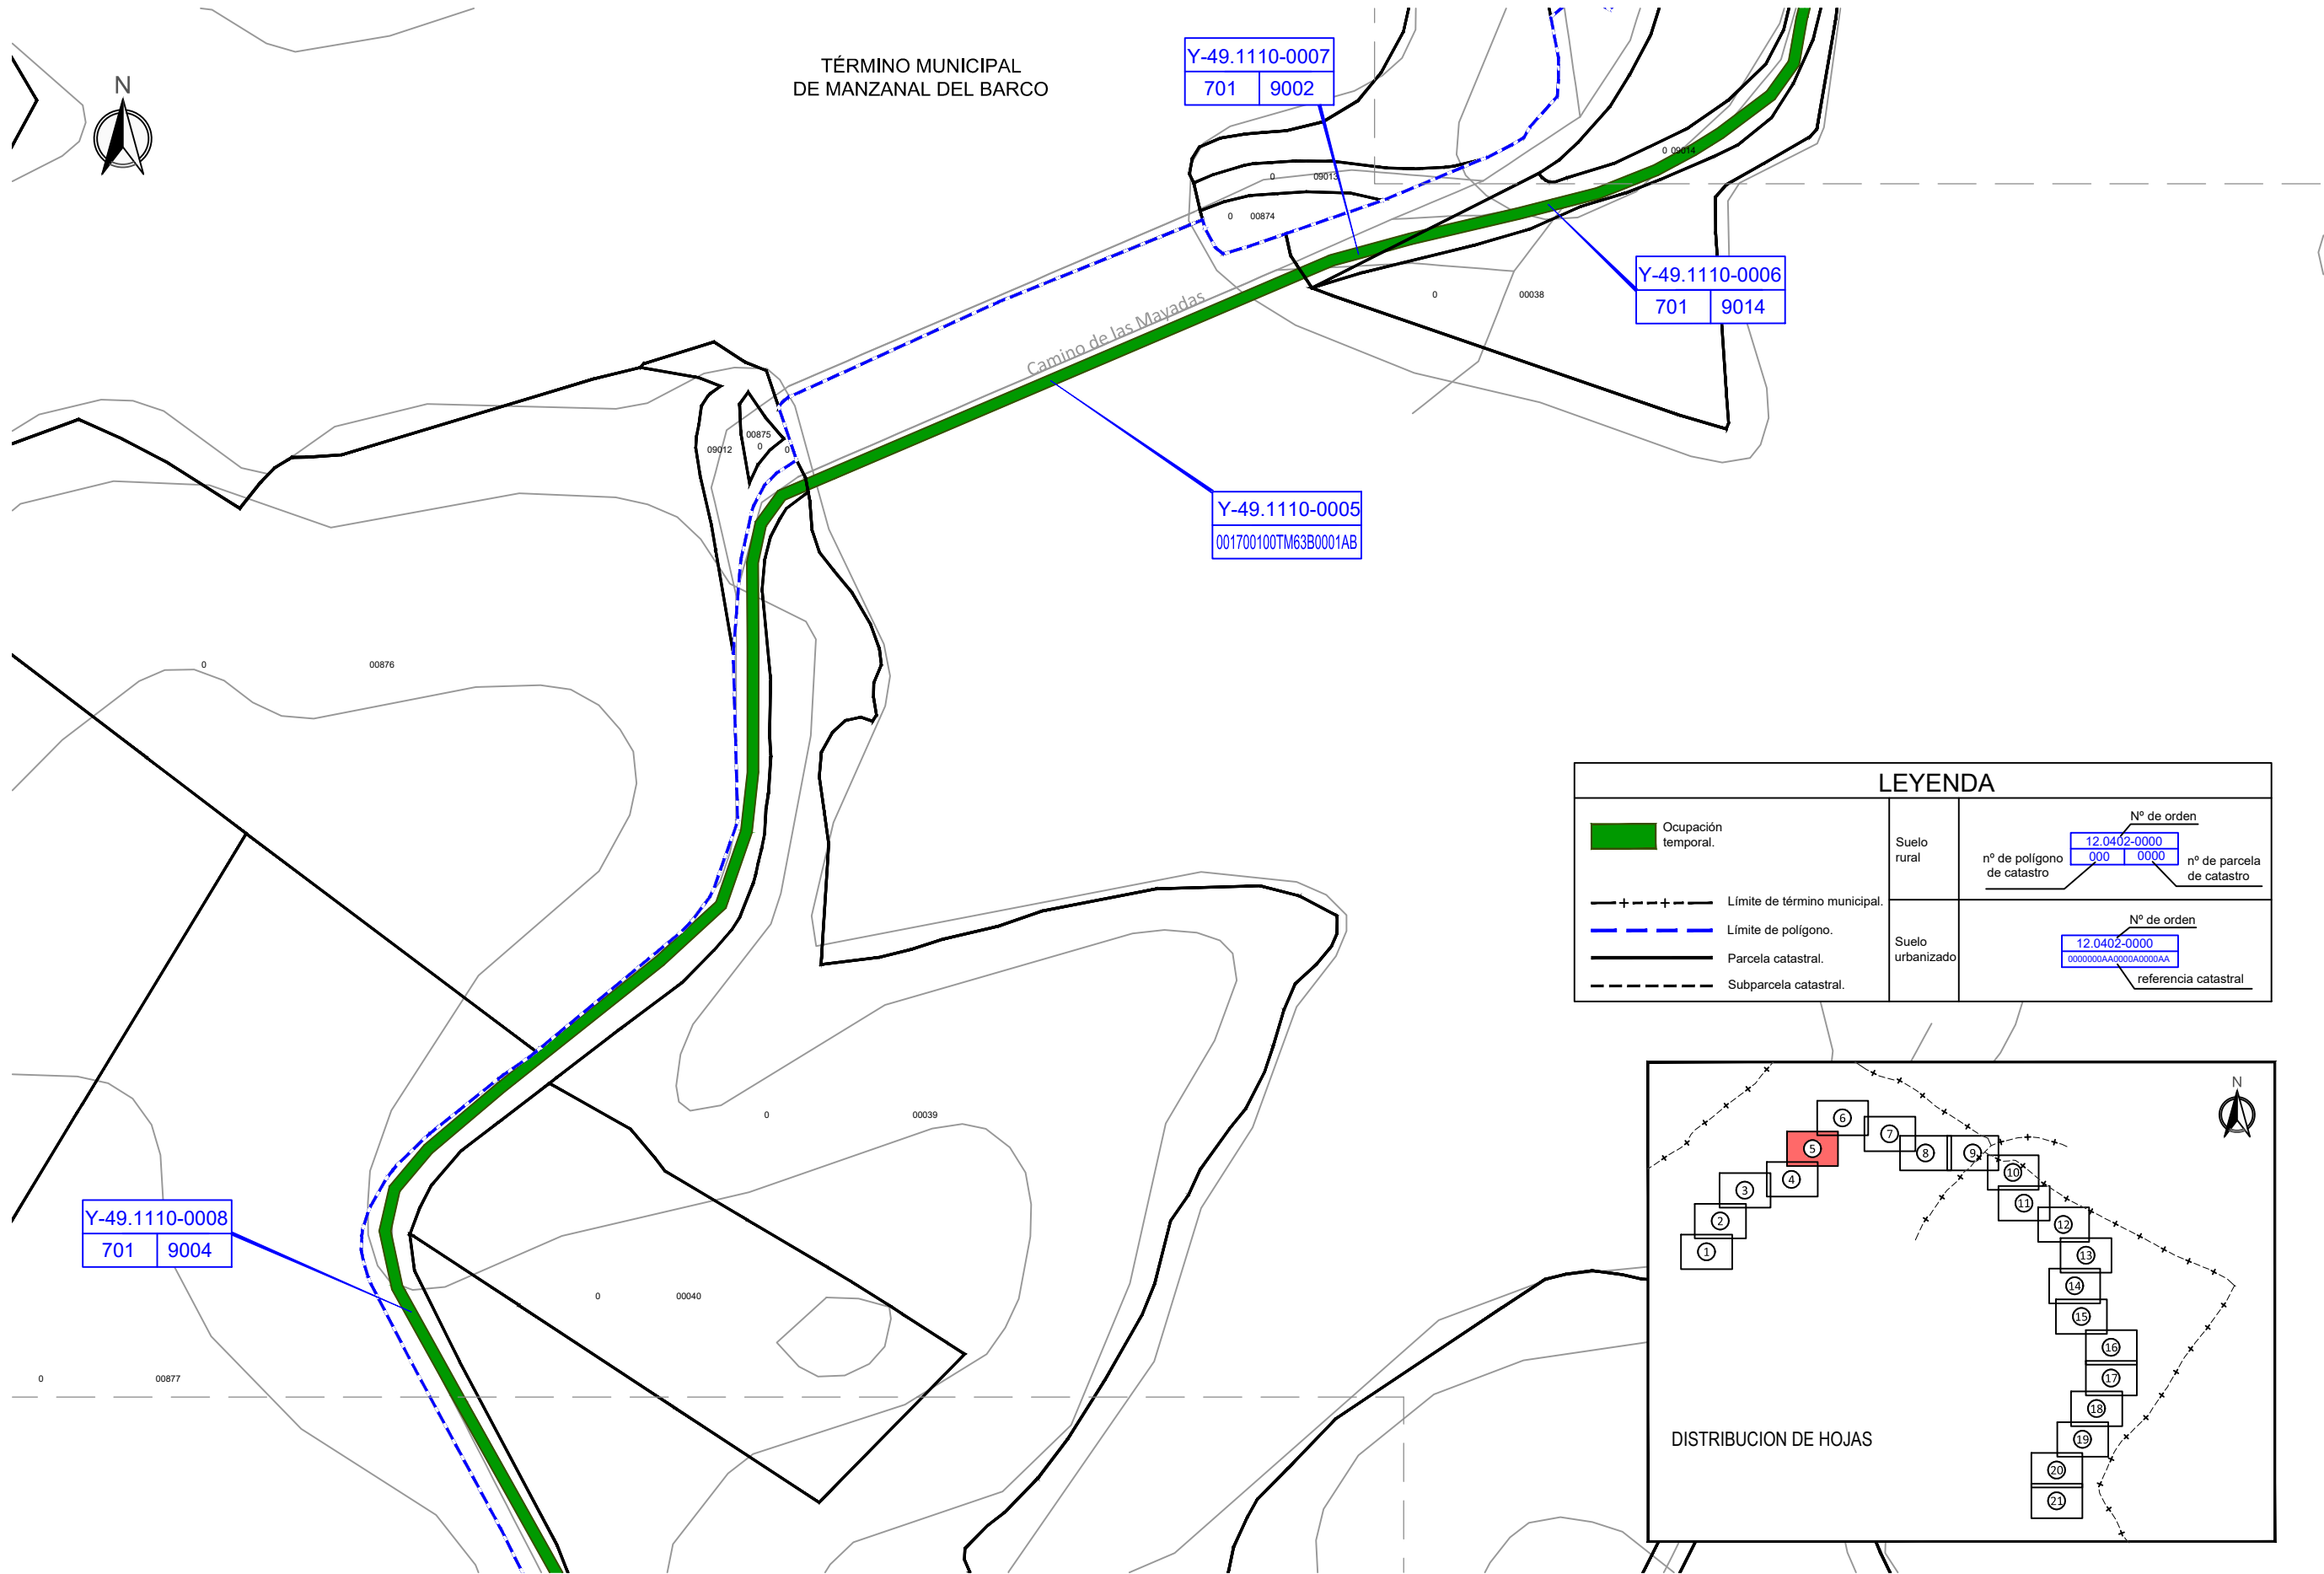 TÉRMINO MUNICIPAL
DE MANZANAL DEL BARCO
N
Y-49.1110-0007
701 9002
0 09014
0 09013
0 00874
Y-49.1110-0006
701 9014
0 00038
Camino de las Mayadas
00875
0
0
09012
Y-49.1110-0005
001700100TM63B0001AB
0 00876
LEYENDA
Ocupación
temporal.
Límite de término municipal.
Límite de polígono.
Parcela catastral.
Subparcela catastral.
Suelo
rural
Nº de orden
12.0402-0000
000 0000
nº de polígono
de catastro
nº de parcela
de catastro
Suelo
urbanizado
Nº de orden
12.0402-0000
0000000AA0000A0000AA
referencia catastral
0 00039
Y-49.1110-0008
701 9004
0 00040
0 00877
N
6
7
5
8
9
4
10
3
11
2
12
1
13
14
15
16
17
18
19
20
21
DISTRIBUCION DE HOJAS